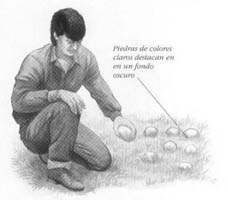 Piedras de colores
claros destacan en
en un fondo
oscuro